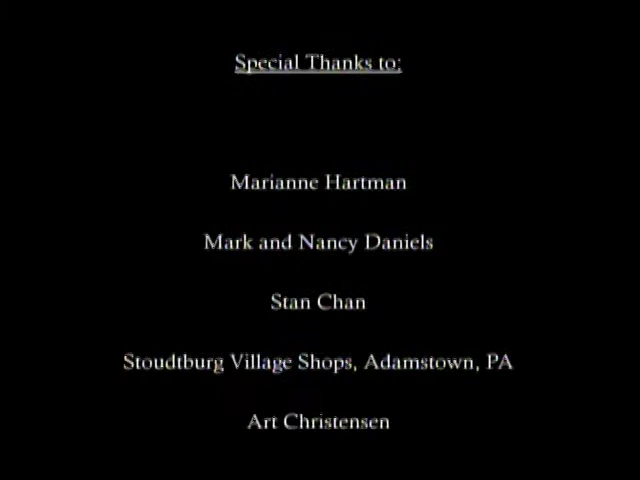 Special Thanks to:
Marianne Hartman
Mark and Nancy Daniels
Stan Chan
Stoudtburg Village Shops, Adamstown, PA
Art Christensen